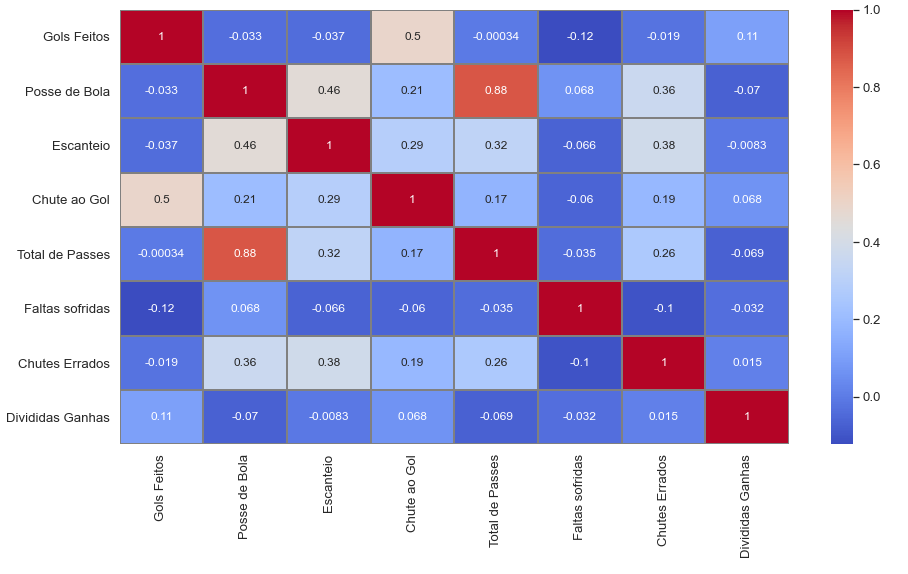 Gols Feitos 1 -0.033 -0.037 0.5 -0.00034 -0.12 -0.019 0.11
Posse de Bola -0.033 1 0.46 0.21 0.88 0.068 0.36 -0.07
Escanteio -0.037 0.46 1 0.29 0.32 -0.066 0.38 -0.0083
Chute ao Gol 0.5 0.21 0.29 1 0.17 -0.06 0.19 0.068
Total de Passes -0.00034 0.88 0.32 0.17 1 -0.035 0.26 -0.069
Faltas sofridas -0.12 0.068 -0.066 -0.06 -0.035 1 -0.1 -0.032
Chutes Errados -0.019 0.36 0.38 0.19 0.26 -0.1 1 0.015
Divididas Ganhas 0.11 -0.07 -0.0083 0.068 -0.069 -0.032 0.015 1
Gols Feitos
Posse de Bola
Escanteio
Chute ao Gol
Total de Passes
Faltas sofridas
Chutes Errados
Divididas Ganhas
1.0
0.8
0.6
0.4
0.2
0.0